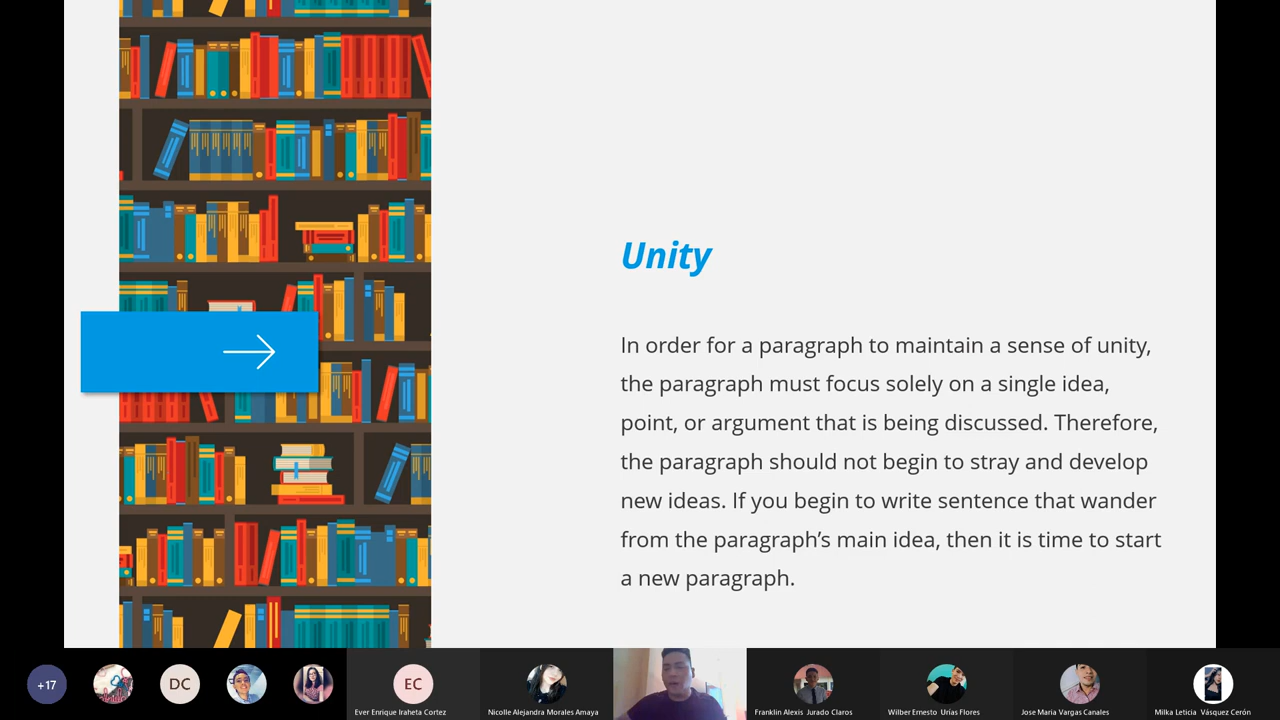 Unity
In order for a paragraph to maintain a sense of unity,
the paragraph must focus solely on a single idea,
point, or argument that is being discussed. Therefore,
the paragraph should not begin to stray and develop
new ideas. If you begin to write sentence that wander
from the paragraph’s main idea, then it is time to start
a new paragraph.
+17
DC
EC
Ever Enrique Iraheta Cortez
Nicolle Alejandra Morales Amaya
Franklin Alexis Jurado Claros
Wilber Ernesto Urías Flores
Jose Maria Vargas Canales
Milka Leticia Vásquez Cerón